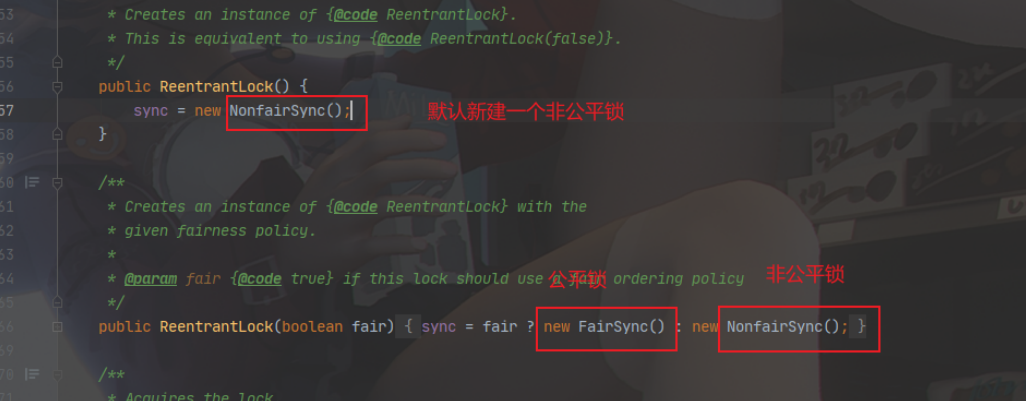 53 * Creates an instance of {@code ReentrantLock}.
54 * This is equivalent to using {@code ReentrantLock(false)}.
55 */
56 public ReentrantLock() {
57 sync = new NonfairSync(); 默认新建一个非公平锁
58 }
59
60 /**
61 * Creates an instance of {@code ReentrantLock} with the
62 * given fairness policy.
63 *
公平锁 非公平锁
64 * @param fair {@code true} if this lock should use a fair ordering policy
65 */
66 public ReentrantLock(boolean fair) { sync = fair ? new FairSync() : new NonfairSync(); }
69
70 /**
71 * Acquires the lock